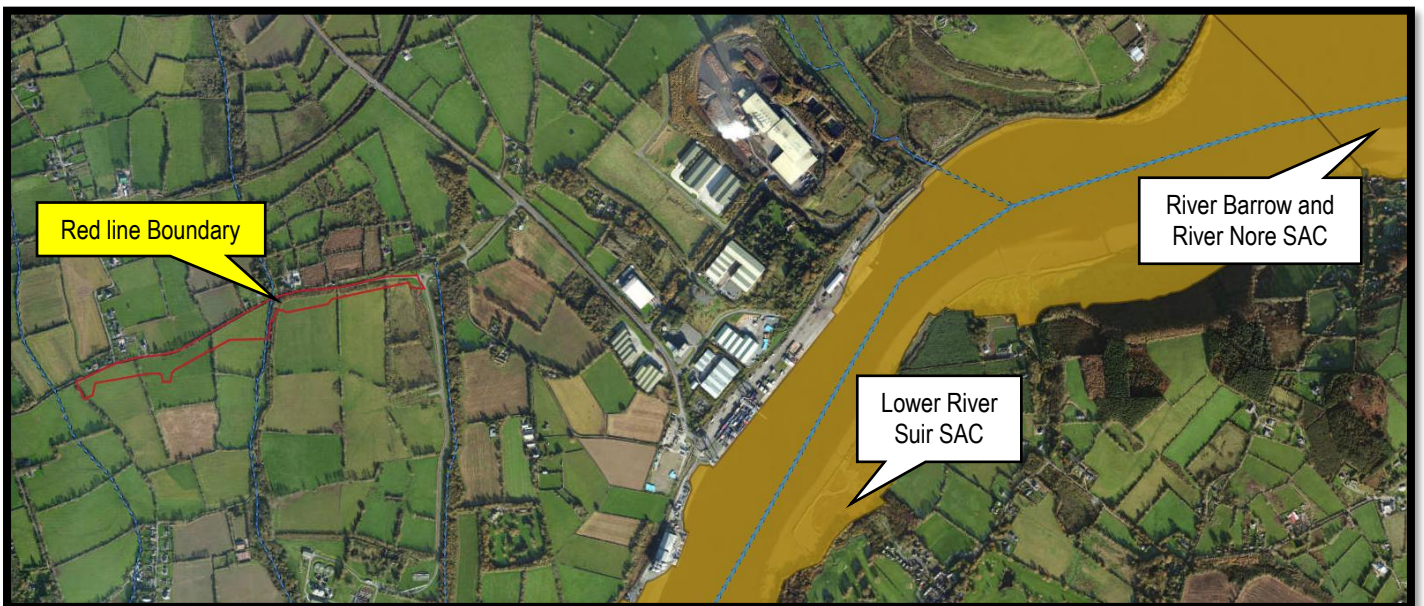 Red line Boundary
River Barrow and
River Nore SAC
Lower River
Suir SAC